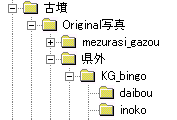 古墳
Original写真
mezurasi_gazou
県外
KG_bingo
daibou
inoko